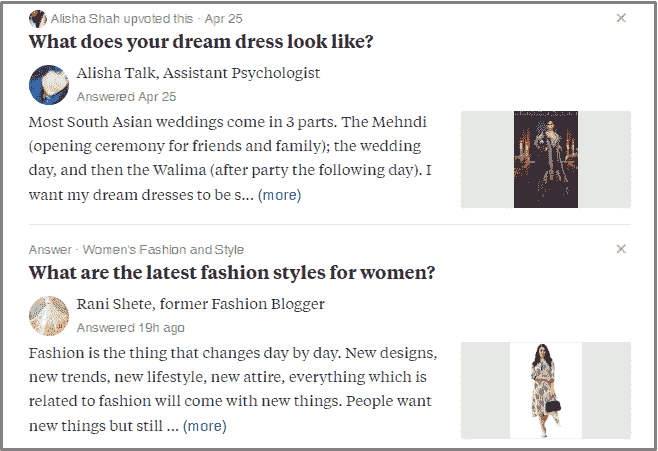 Alisha Shah upvoted this · Apr 25
What does your dream dress look like?
Alisha Talk, Assistant Psychologist
Answered Apr 25
Most South Asian weddings come in 3 parts. The Mehndi
(opening ceremony for friends and family); the wedding
day, and then the Walima (after party the following day). I
want my dream dresses to be s... (more)
Answer · Women's Fashion and Style
What are the latest fashion styles for women?
Rani Shete, former Fashion Blogger
Answered 19h ago
Fashion is the thing that changes day by day. New designs,
new trends, new lifestyle, new attire, everything which is
related to fashion will come with new things. People want
new things but still ... (more)